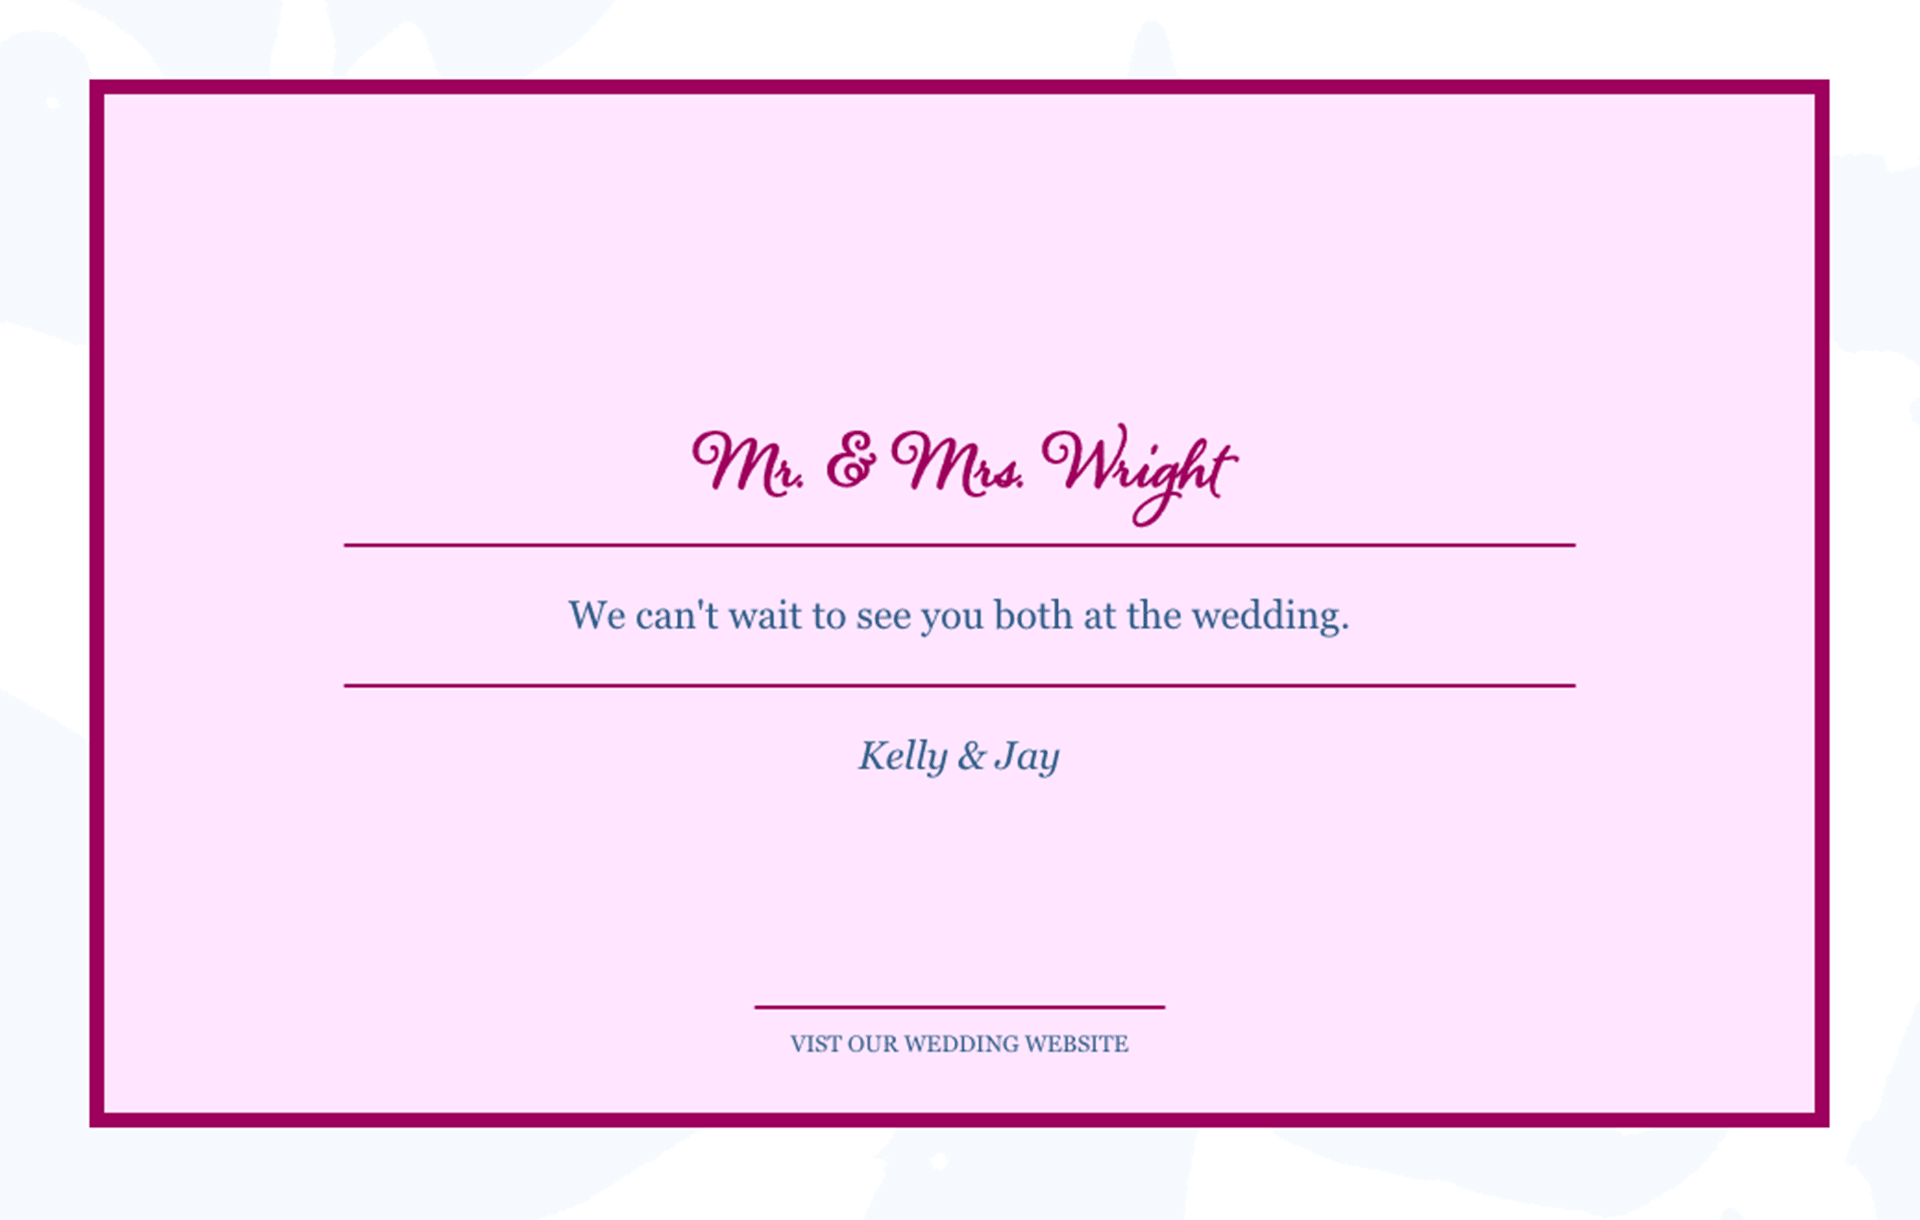 Mr. & Mrs. Wright
We can't wait to see you both at the wedding.
Kelly & Jay
VIST OUR WEDDING WEBSITE